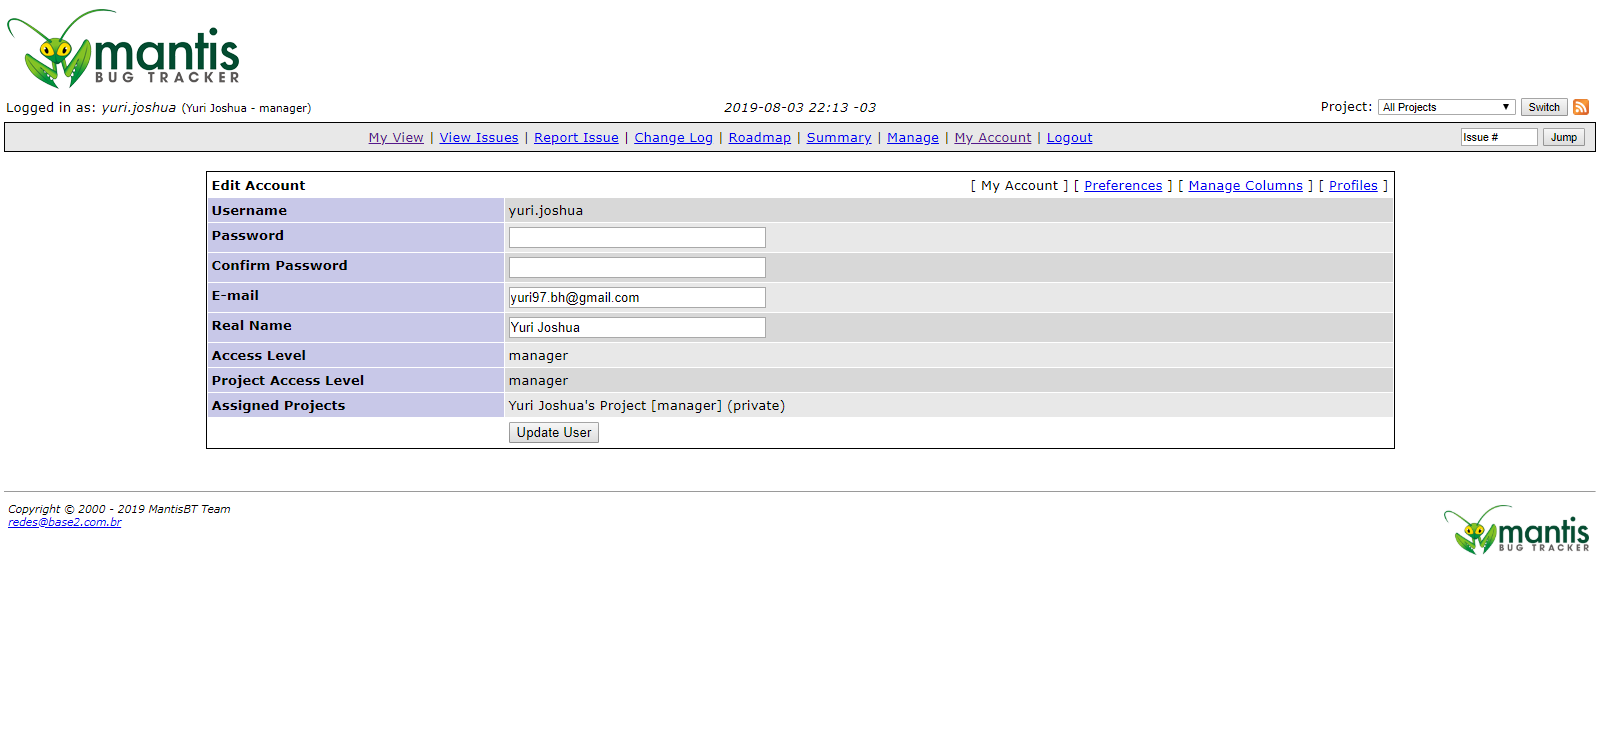 mantis
BUG TRACKER
Logged in as: yuri.joshua (Yuri Joshua - manager) 2019-08-03 22:13 -03 Project: All Projects Switch
My View | View Issues | Report Issue | Change Log | Roadmap | Summary | Manage | My Account | Logout Issue # Jump
Edit Account [ My Account ] [ Preferences ] [ Manage Columns ] [ Profiles ]
Username yuri.joshua
Password
Confirm Password
E-mail yuri97.bh@gmail.com
Real Name Yuri Joshua
Access Level manager
Project Access Level manager
Assigned Projects Yuri Joshua's Project [manager] (private)
Update User
Copyright © 2000 - 2019 MantisBT Team
redes@base2.com.br
mantis
BUG TRACKER